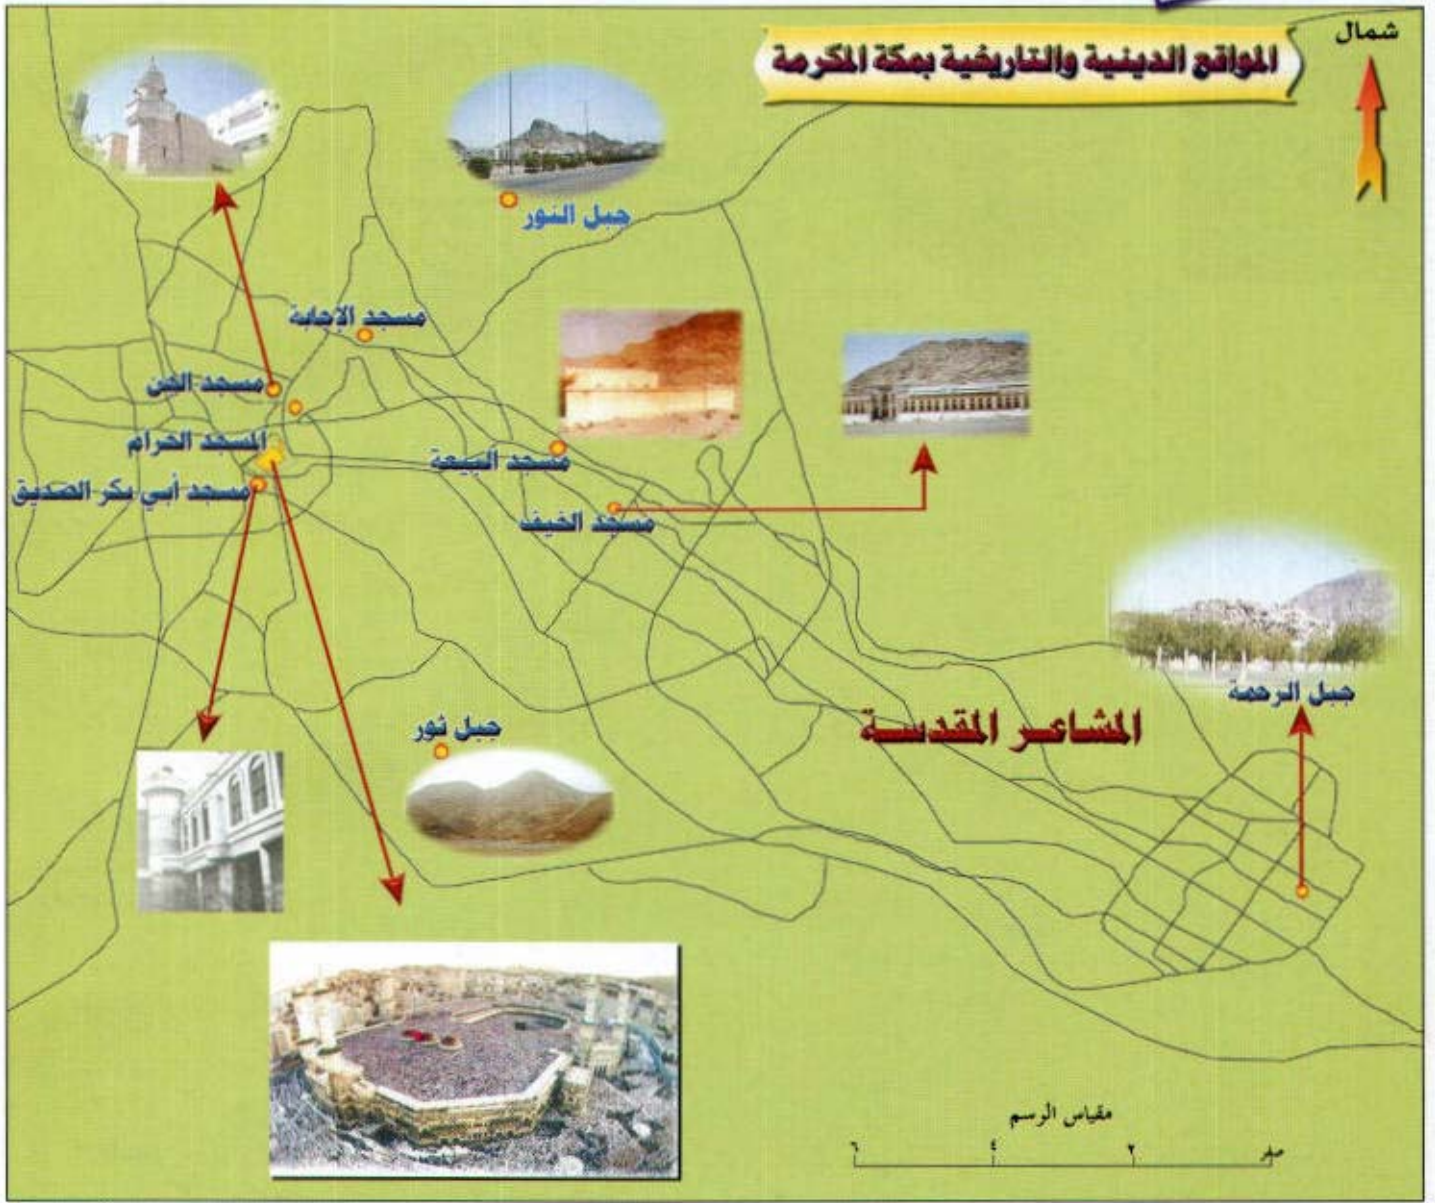 شمال
المواقع الدينية والتاريخية بمكة المكرمة
جبل النور
مسجد الإجابة
مسجد الجن
المسجد الحرام
مسجد البيعة
مسجد أبي بكر الصديق
مسجد الخيف
جبل الرحمة
المشاعر المقدسة
جبل ثور
مقياس الرسم
صفر ٢ ٤ ٦